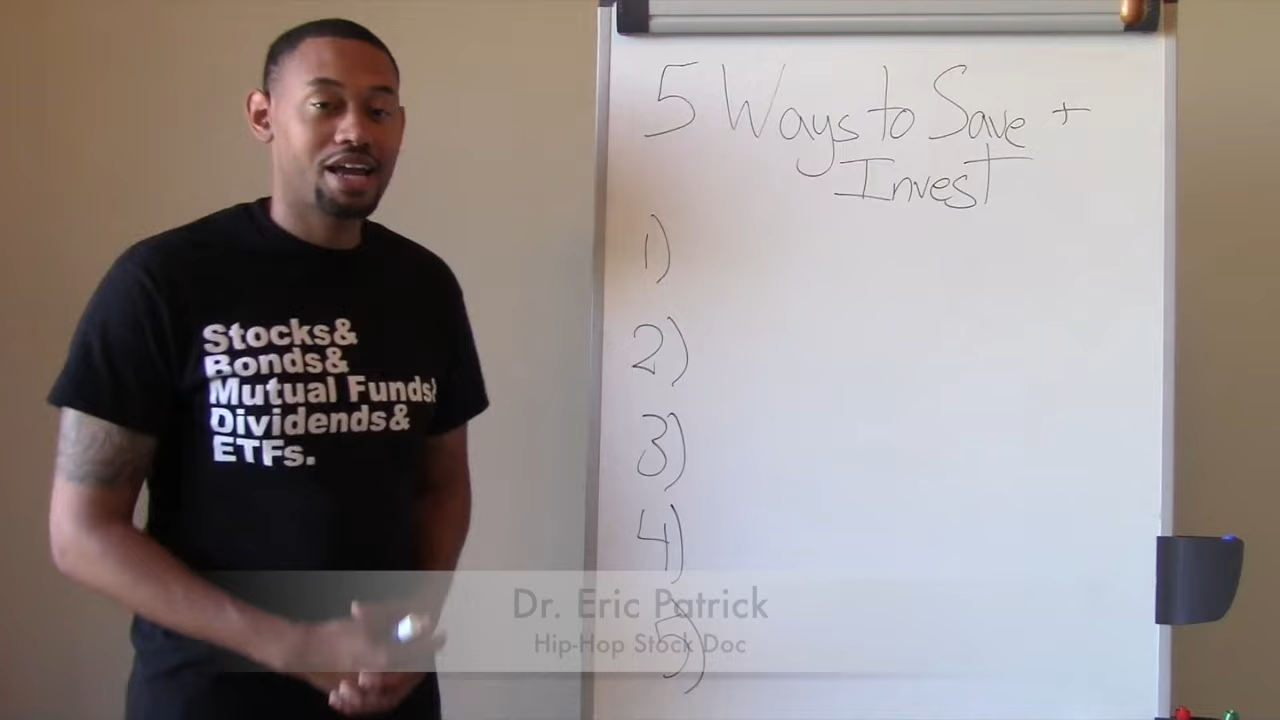 5 Ways to Save +
Invest
1)
2)
3)
4)
5)
Stocks&
Bonds&
Mutual Funds&
Dividends&
ETFs.
Dr. Eric Patrick
Hip-Hop Stock Doc